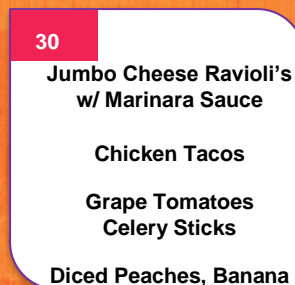 30
Jumbo Cheese Ravioli's
w/ Marinara Sauce
Chicken Tacos
Grape Tomatoes
Celery Sticks
Diced Peaches, Banana